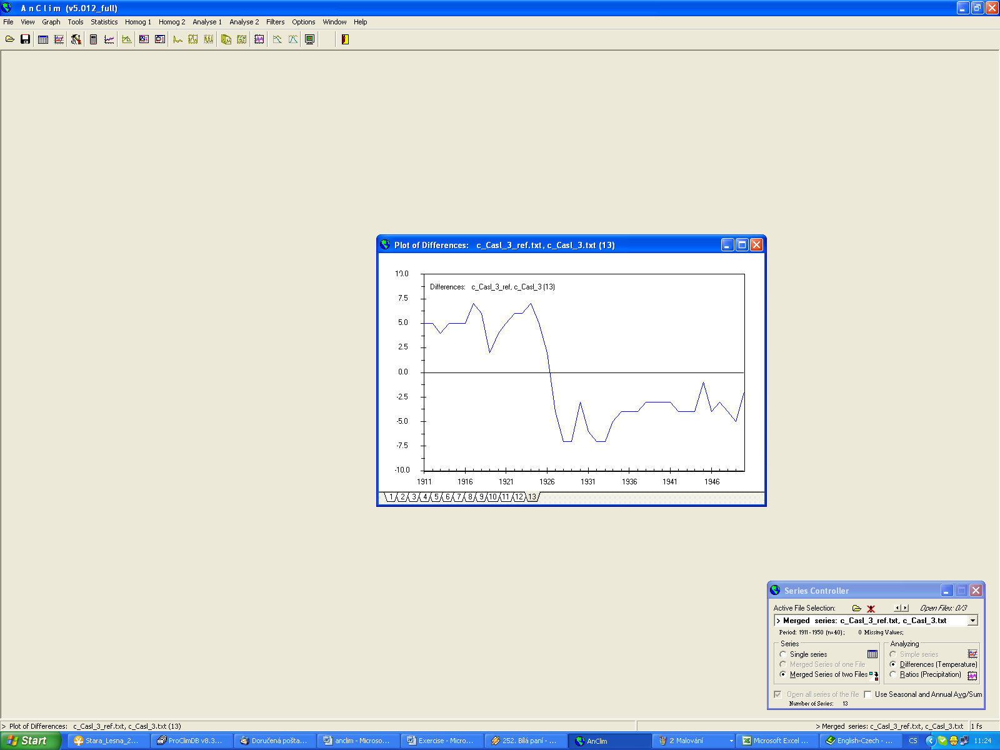 A n C l i m  (v5.012_full)
File View Graph Tools Statistics Homog 1 Homog 2 Analyse 1 Analyse 2 Filters Options Window Help
Plot of Differences: c_Casl_3_ref.txt, c_Casl_3.txt (13)
10.0
Differences: c_Casl_3_ref, c_Casl_3 (13)
7.5
5.0
2.5
0.0
-2.5
-5.0
-7.5
-10.0
1911 1916 1921 1926 1931 1936 1941 1946
1 2 3 4 5 6 7 8 9 10 11 12 13
Series Controller
Active File Selection: Open Files: 0/3
> Merged series: c_Casl_3_ref.txt, c_Casl_3.txt
Period: 1911 - 1950 (n=40) ; 0 Missing Values;
Series Analyzing
Single series Simple series
Merged Series of one File Differences (Temperature)
Merged Series of two Files Ratios (Precipitation)
Open all series of the file Use Seasonal and Annual Avg/Sum
Number of Series: 13
> Plot of Differences: c_Casl_3_ref.txt, c_Casl_3.txt (13) > Merged series: c_Casl_3_ref.txt, c_Casl_3.txt 1 fs
Start Stara_Lesna_2... ProClimDB v8.3... Doručená pošta... anclim - Microso... Exercise - Micro... 252. Bílá paní - ... AnClim 2 Malování Microsoft Excel ... English-Czech - ... CS 11:24